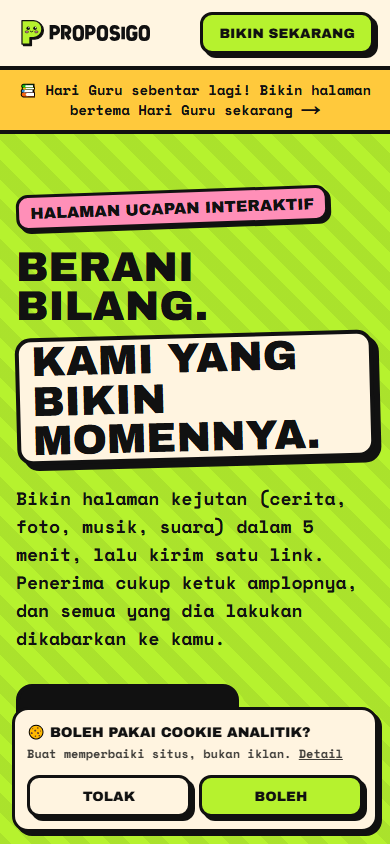 PROPOSIGO
BIKIN SEKARANG
Hari Guru sebentar lagi! Bikin halaman
bertema Hari Guru sekarang →
HALAMAN UCAPAN INTERAKTIF
BERANI
BILANG.
KAMI YANG
BIKIN
MOMENNYA.
Bikin halaman kejutan (cerita,
foto, musik, suara) dalam 5
menit, lalu kirim satu link.
Penerima cukup ketuk amplopnya,
dan semua yang dia lakukan
dikabarkan ke kamu.
BOLEH PAKAI COOKIE ANALITIK?
Buat memperbaiki situs, bukan iklan. Detail
TOLAK
BOLEH